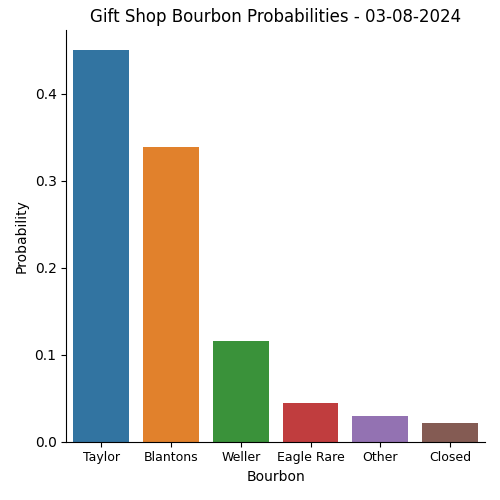 Gift Shop Bourbon Probabilities - 03-08-2024
Probability
0.4
0.3
0.2
0.1
0.0
Taylor Blantons Weller Eagle Rare Other Closed
Bourbon